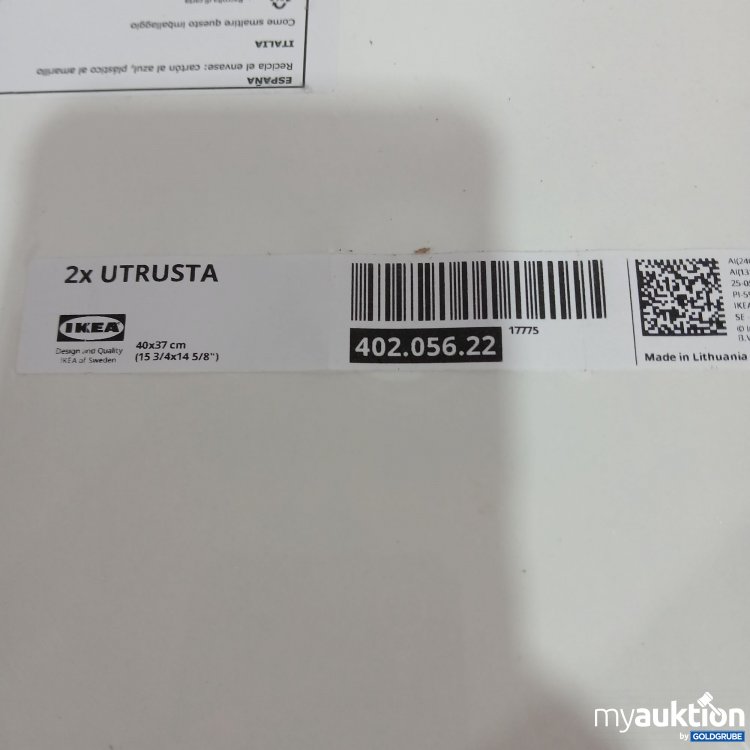 Come smaltire questo imballaggio
ITALIA
Recicla el envase: cartón al azul, plástico al amarillo
ESPAÑA
2x UTRUSTA
IKEA
Design and Quality
IKEA of Sweden
40x37 cm
(15 3/4x14 5/8")
17775
402.056.22
Made in Lithuania
myauktion
by GOLDGRUBE